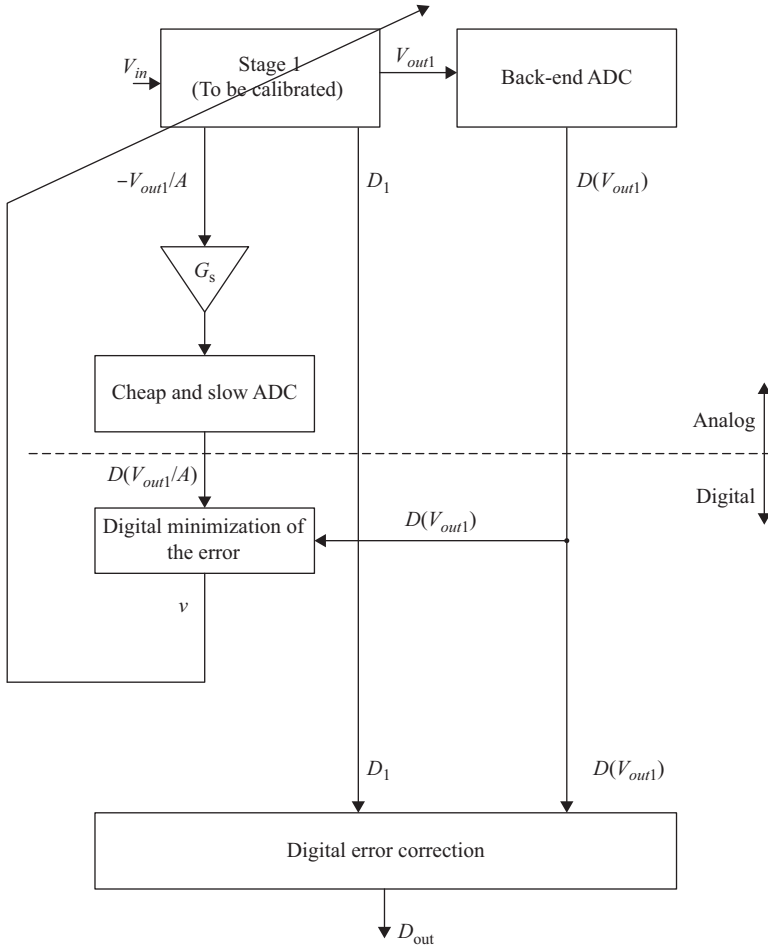 V_in
Stage 1
(To be calibrated)
V_out1
Back-end ADC
−V_out1/A
D_1
D(V_out1)
G_s
Cheap and slow ADC
Analog
D(V_out1/A)
Digital
Digital minimization of
the error
D(V_out1)
v
D_1
D(V_out1)
Digital error correction
D_out